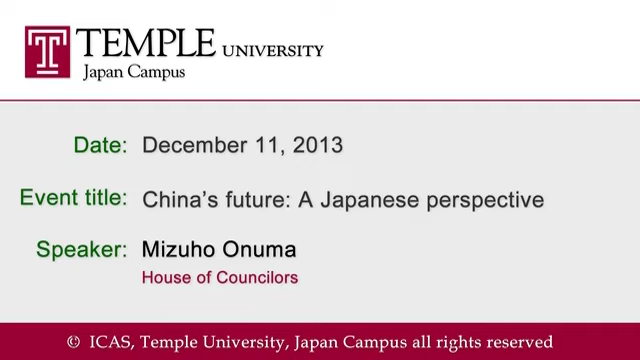 TEMPLE UNIVERSITY
Japan Campus
Date: December 11, 2013
Event title: China's future: A Japanese perspective
Speaker: Mizuho Onuma
House of Councilors
© ICAS, Temple University, Japan Campus all rights reserved